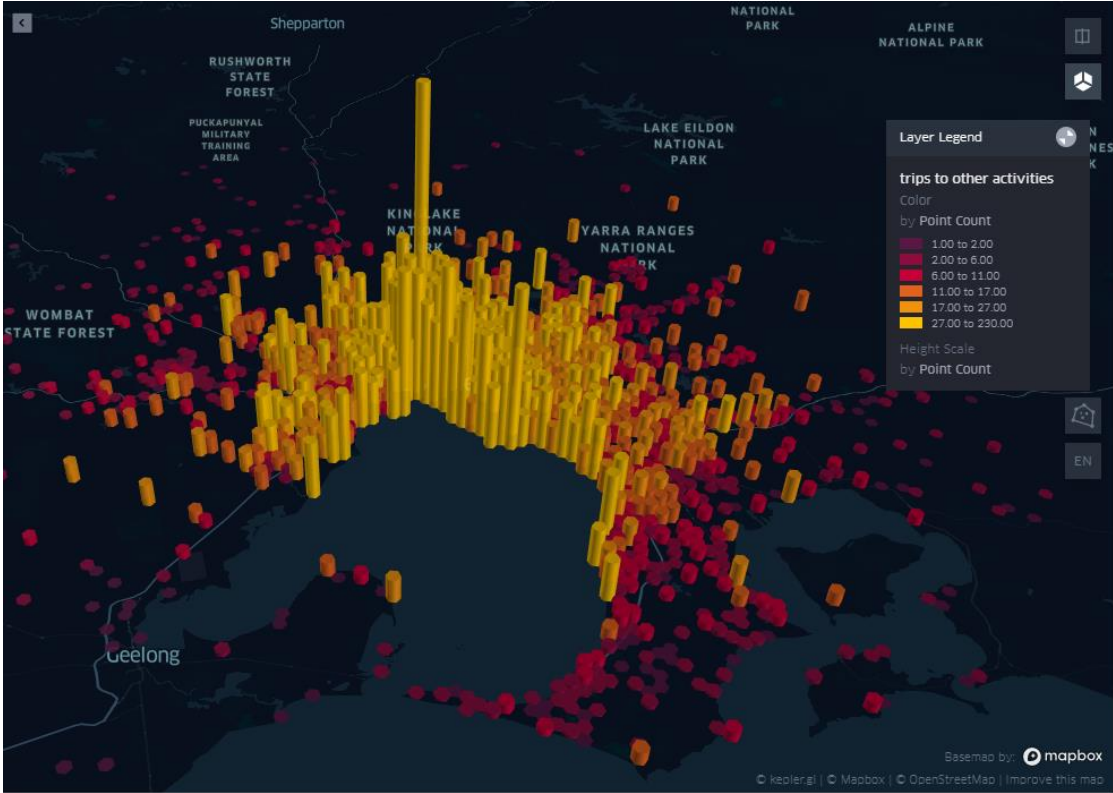 Shepparton
NATIONAL
PARK
ALPINE
NATIONAL PARK
RUSHWORTH
STATE
FOREST
PUCKAPUNYAL
MILITARY
TRAINING
AREA
LAKE EILDON
NATIONAL
PARK
Layer Legend
trips to other activities
Color
by Point Count
1.00 to 2.00
2.00 to 6.00
6.00 to 11.00
11.00 to 17.00
17.00 to 27.00
27.00 to 230.00
Height Scale
by Point Count
YARRA RANGES
NATIONAL
WOMBAT
STATE FOREST
EN
Geelong
Basemap by: mapbox
© kepler.gl | © Mapbox | © OpenStreetMap | Improve this map